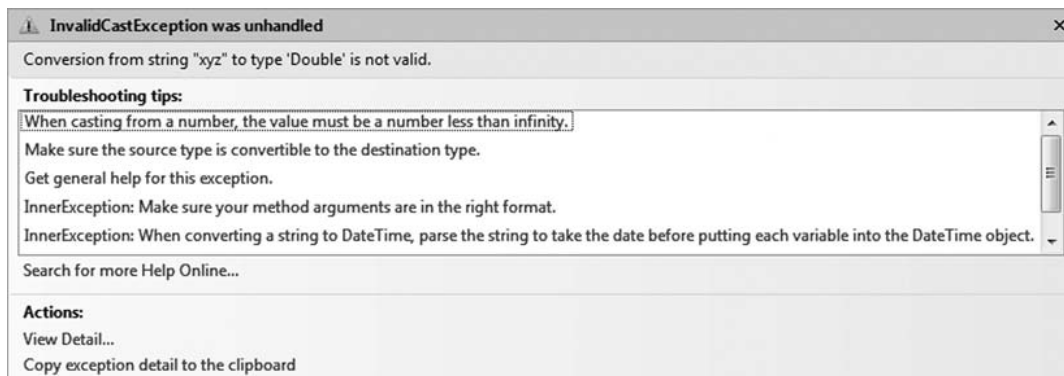 InvalidCastException was unhandled
Conversion from string "xyz" to type 'Double' is not valid.
Troubleshooting tips:
When casting from a number, the value must be a number less than infinity.
Make sure the source type is convertible to the destination type.
Get general help for this exception.
InnerException: Make sure your method arguments are in the right format.
InnerException: When converting a string to DateTime, parse the string to take the date before putting each variable into the DateTime object.
Search for more Help Online...
Actions:
View Detail...
Copy exception detail to the clipboard